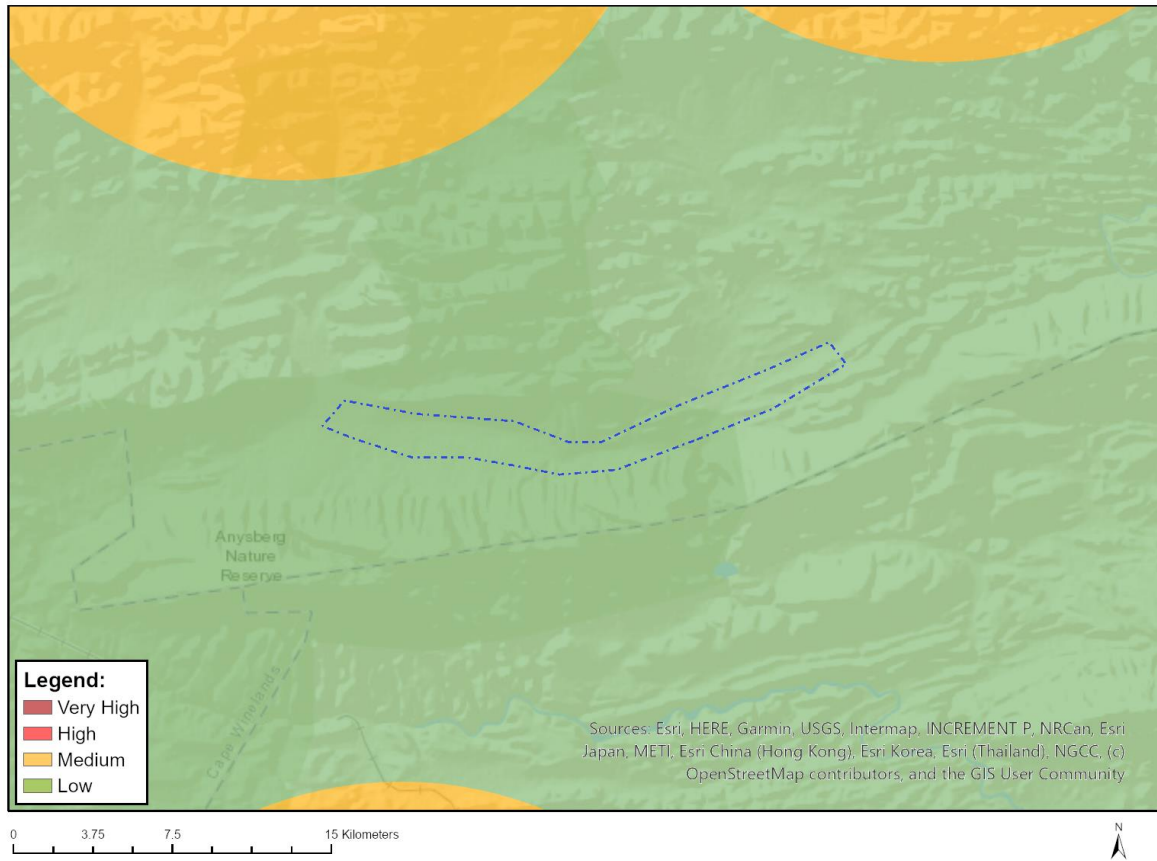 Anysberg
Nature
Reserve
Cape Winelands
Legend:
Very High
High
Medium
Low
Sources: Esri, HERE, Garmin, USGS, Intermap, INCREMENT P, NRCan, Esri
Japan, METI, Esri China (Hong Kong), Esri Korea, Esri (Thailand), NGCC, (c)
OpenStreetMap contributors, and the GIS User Community
0 3.75 7.5 15 Kilometers
N